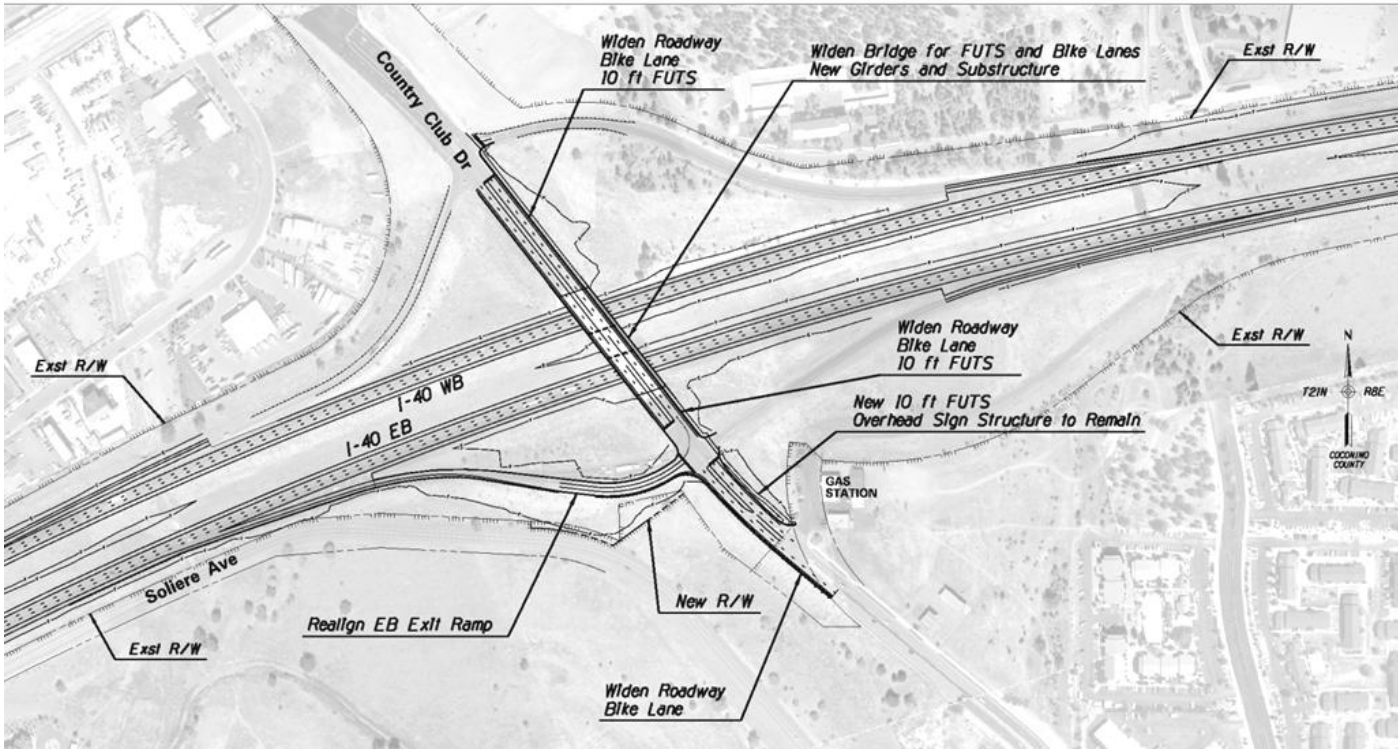 Country Club Dr
Widen Roadway
Bike Lane
10 ft FUTS
Widen Bridge for FUTS and Bike Lanes
New Girders and Substructure
Exst R/W
Exst R/W
I-40 WB
I-40 EB
Widen Roadway
Bike Lane
10 ft FUTS
Exst R/W
New 10 ft FUTS
Overhead Sign Structure to Remain
N
T21N R8E
COCONINO
COUNTY
GAS
STATION
Soliere Ave
New R/W
Realign EB Exit Ramp
Exst R/W
Widen Roadway
Bike Lane